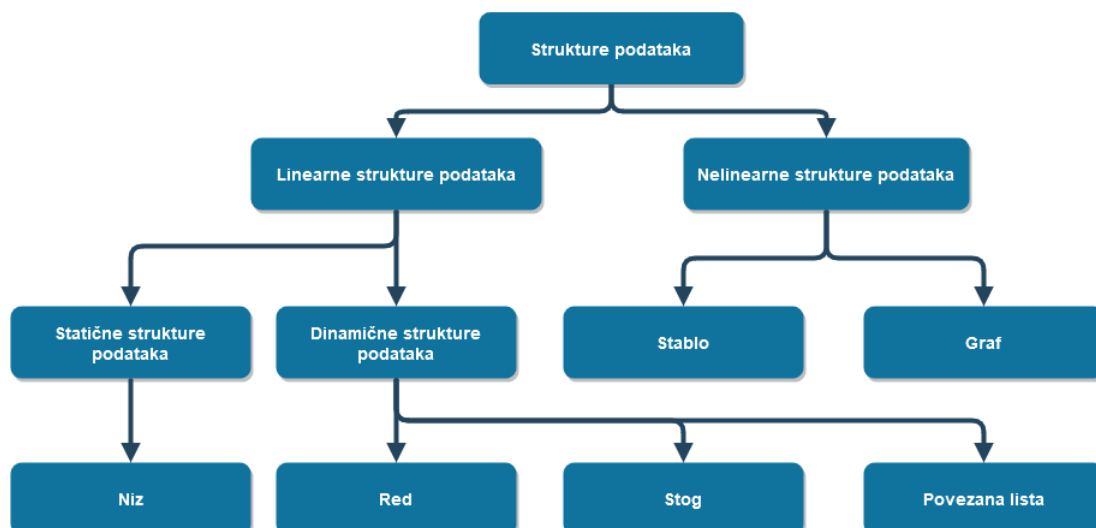 Strukture podataka
Linearne strukture podataka
Nelinearne strukture podataka
Statične strukture
podataka
Dinamične strukture
podataka
Stablo
Graf
Niz
Red
Stog
Povezana lista